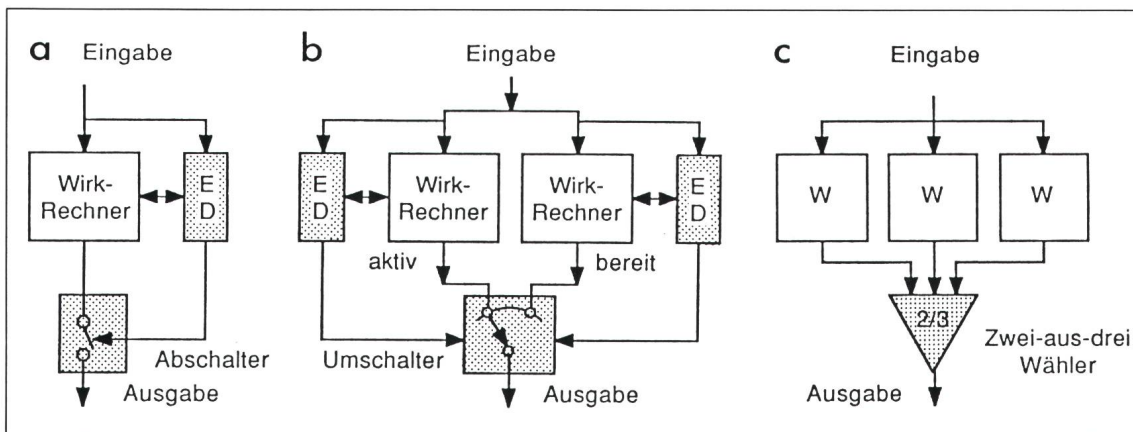 a
Eingabe
Wirk-
Rechner
E
D
Abschalter
Ausgabe
b
Eingabe
E
D
Wirk-
Rechner
Wirk-
Rechner
E
D
aktiv
bereit
Umschalter
Ausgabe
c
Eingabe
W
W
W
2/3
Zwei-aus-drei
Wähler
Ausgabe